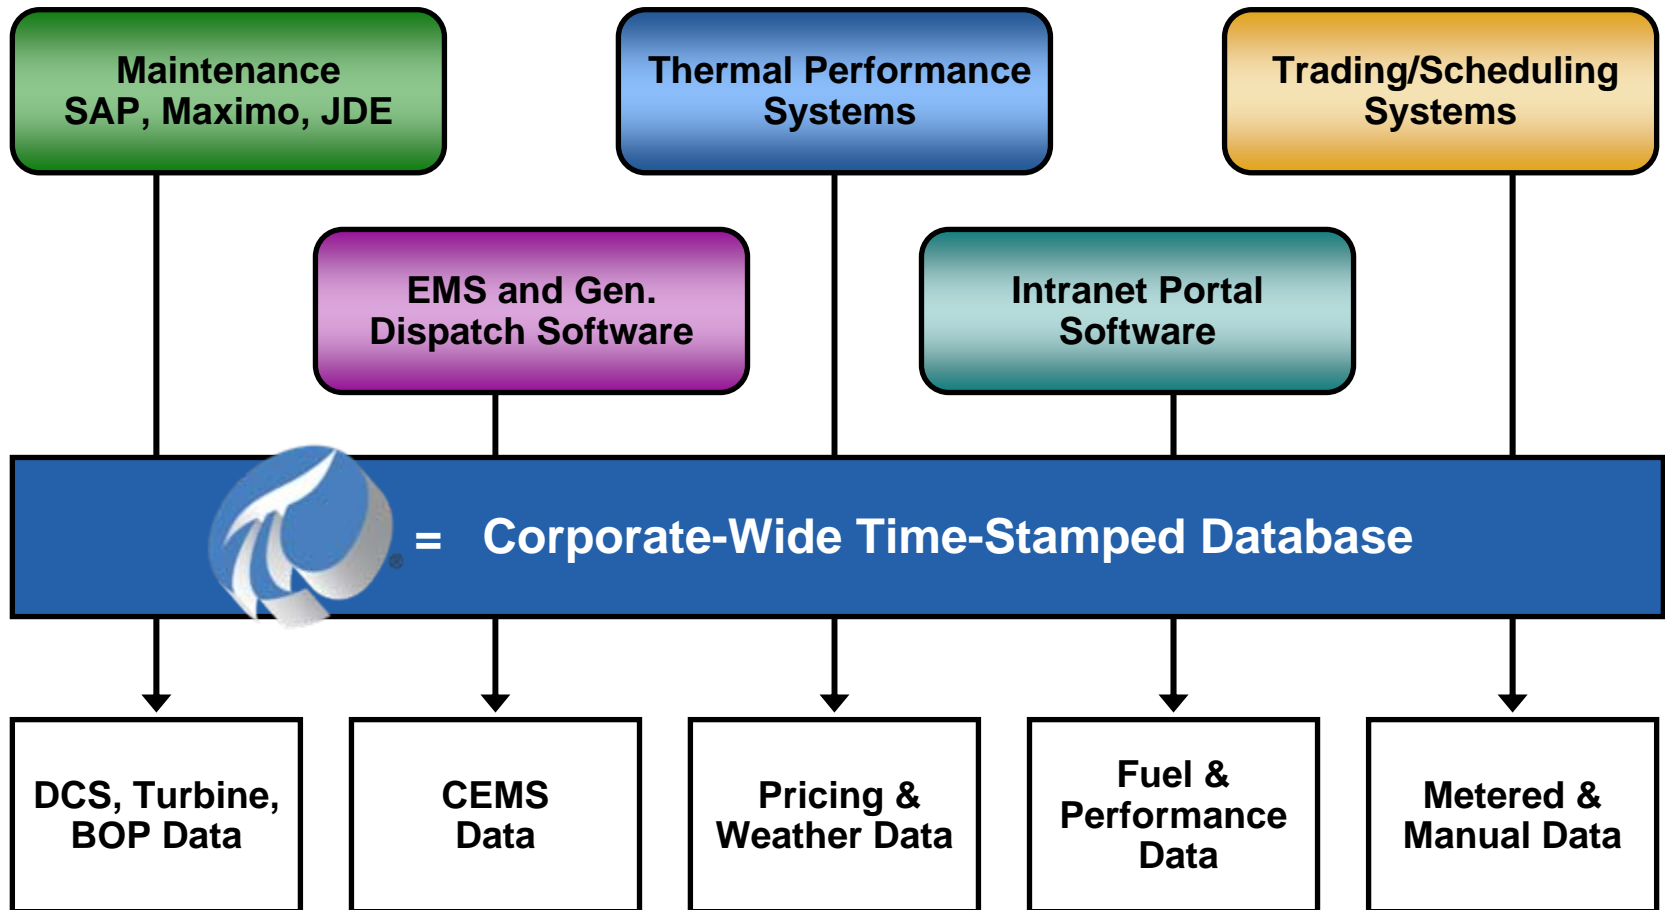 Maintenance
SAP, Maximo, JDE
Thermal Performance
Systems
Trading/Scheduling
Systems
EMS and Gen.
Dispatch Software
Intranet Portal
Software
® = Corporate-Wide Time-Stamped Database
DCS, Turbine,
BOP Data
CEMS
Data
Pricing &
Weather Data
Fuel &
Performance
Data
Metered &
Manual Data